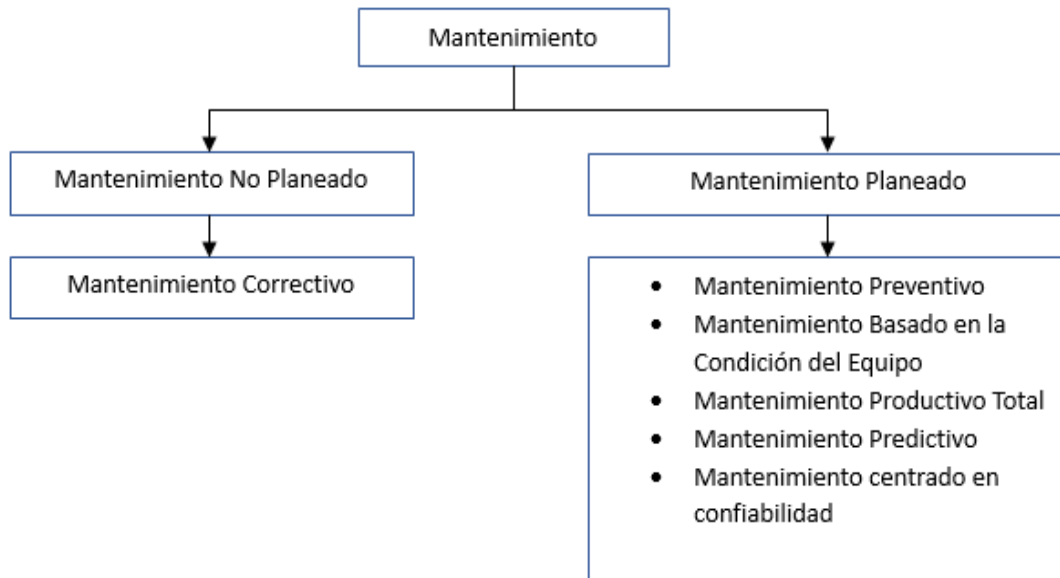 Mantenimiento
Mantenimiento No Planeado
Mantenimiento Planeado
Mantenimiento Correctivo
• Mantenimiento Preventivo
• Mantenimiento Basado en la
Condición del Equipo
• Mantenimiento Productivo Total
• Mantenimiento Predictivo
• Mantenimiento centrado en
confiabilidad